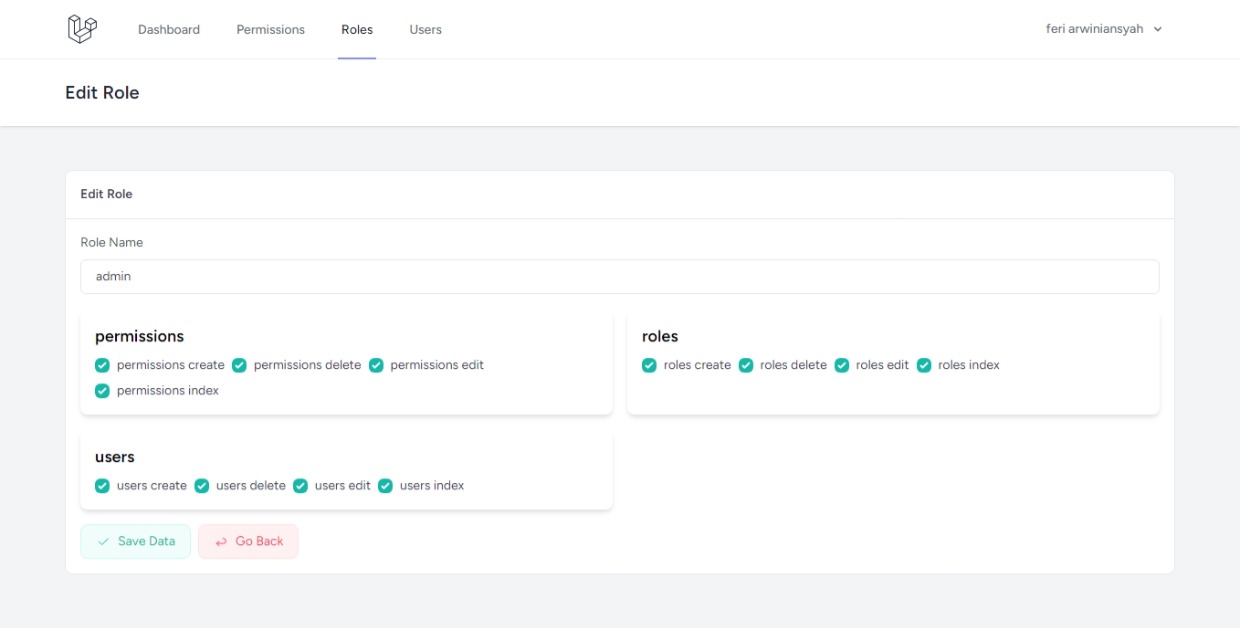 Dashboard Permissions Roles Users feri arwiniansyah
Edit Role
Edit Role
Role Name
admin
permissions
permissions create permissions delete permissions edit
permissions index
roles
roles create roles delete roles edit roles index
users
users create users delete users edit users index
Save Data Go Back